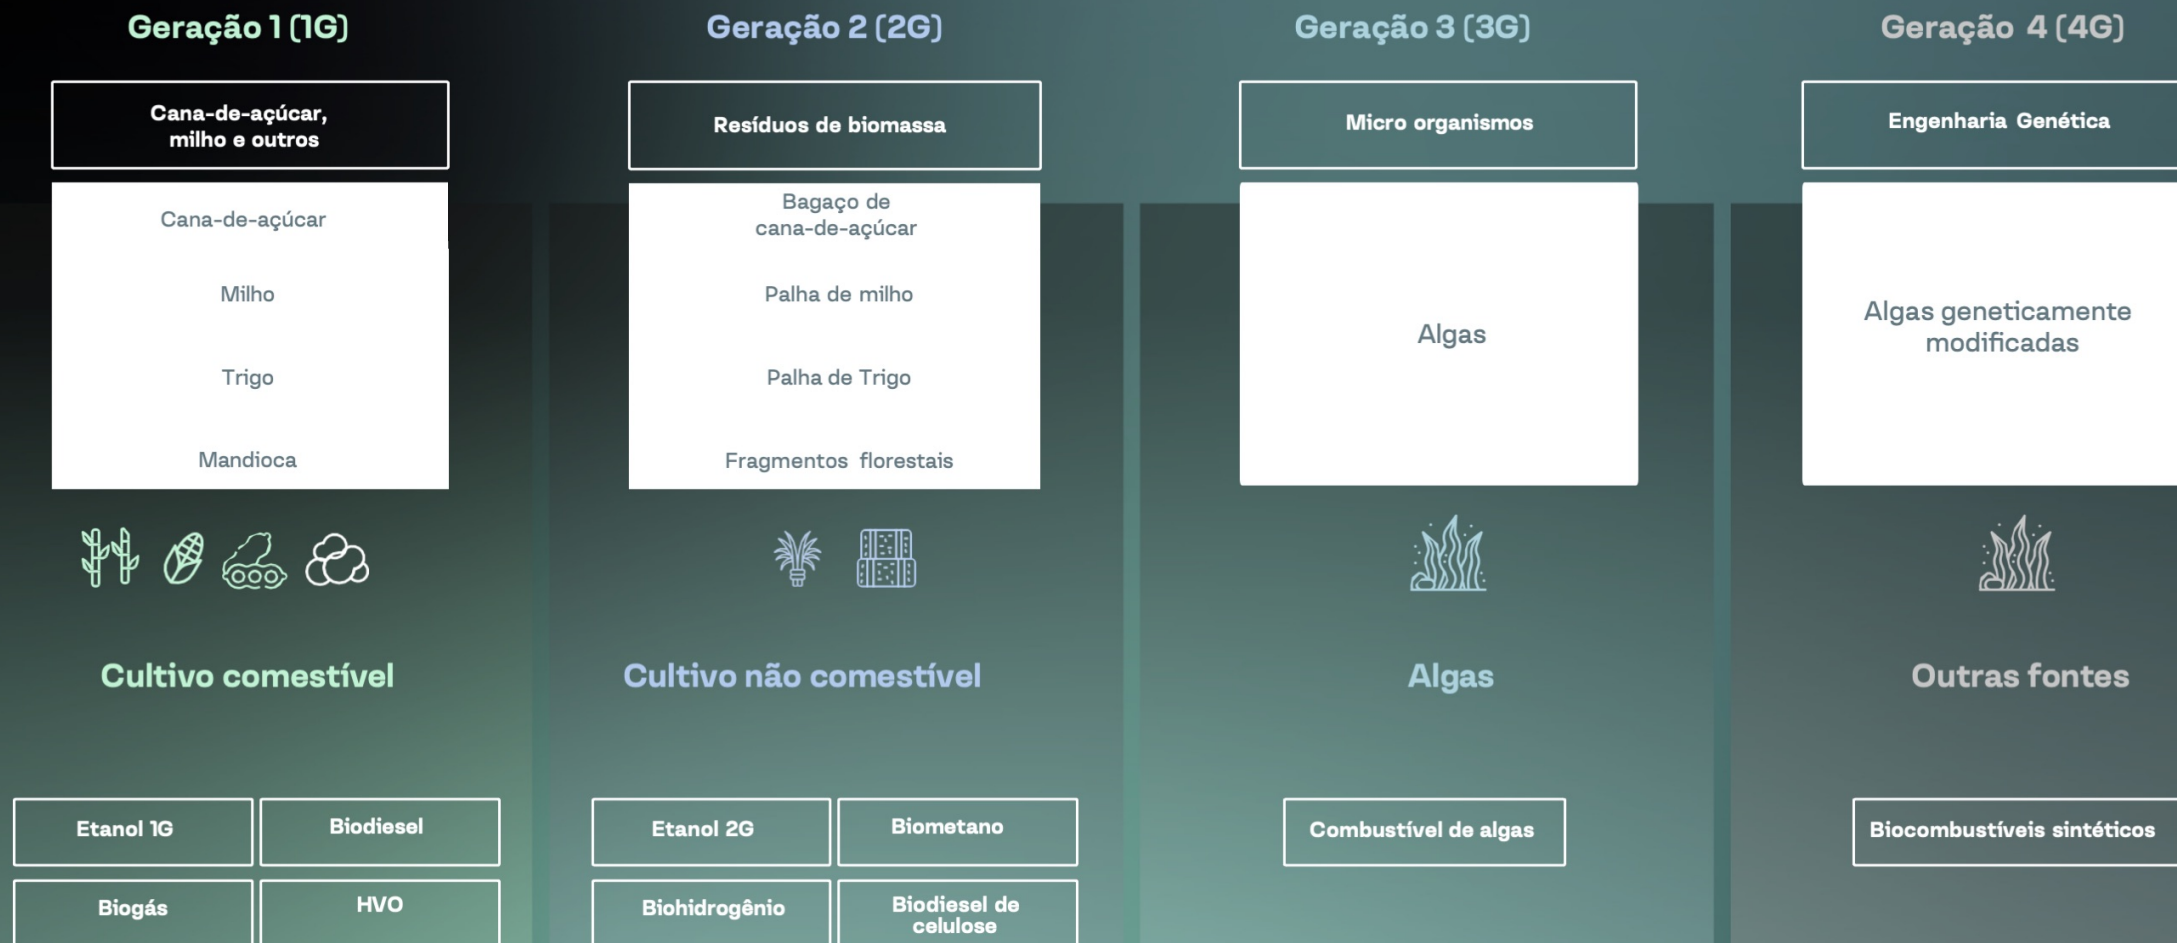 Geração 1 (1G)
Cana-de-açúcar,
milho e outros
Cana-de-açúcar
Milho
Trigo
Mandioca
Cultivo comestível
Etanol 1G
Biodiesel
Biogás
HVO
Geração 2 (2G)
Resíduos de biomassa
Bagaço de
cana-de-açúcar
Palha de milho
Palha de Trigo
Fragmentos florestais
Cultivo não comestível
Etanol 2G
Biometano
Biohidrogênio
Biodiesel de
celulose
Geração 3 (3G)
Micro organismos
Algas
Algas
Combustível de algas
Geração 4 (4G)
Engenharia Genética
Algas geneticamente
modificadas
Outras fontes
Biocombustíveis sintéticos